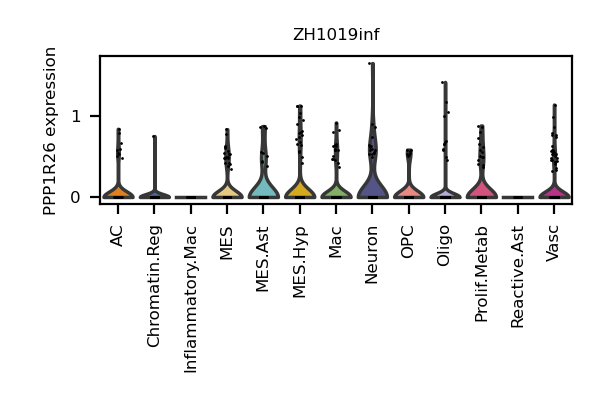 ZH1019inf
PPP1R26 expression
1
0
AC
Chromatin.Reg
Inflammatory.Mac
MES
MES.Ast
MES.Hyp
Mac
Neuron
OPC
Oligo
Prolif.Metab
Reactive.Ast
Vasc